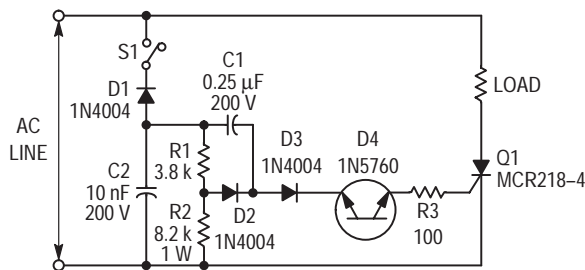 S1
C1
0.25 µF
200 V
D1
1N4004
LOAD
AC
LINE
D3
1N4004
D4
1N5760
Q1
MCR218–4
C2
10 nF
200 V
R1
3.8 k
D2
1N4004
R2
8.2 k
1 W
R3
100